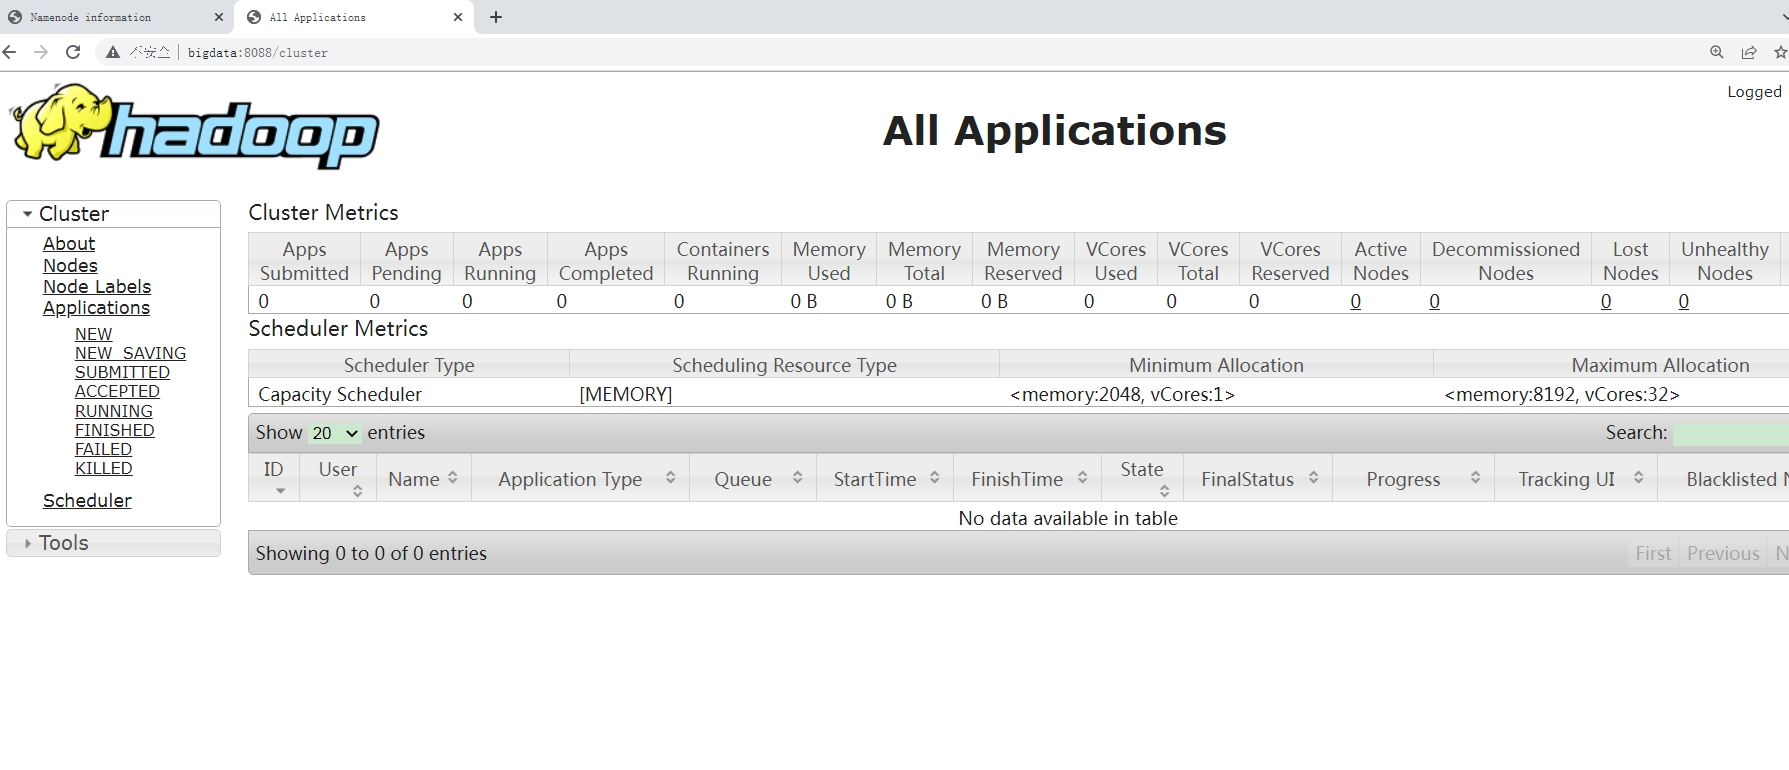 Namenode information
All Applications
不安全 bigdata:8088/cluster
hadoop
All Applications
Logged
Cluster
About
Nodes
Node Labels
Applications
NEW
NEW_SAVING
SUBMITTED
ACCEPTED
RUNNING
FINISHED
FAILED
KILLED
Scheduler
Tools
Cluster Metrics
Apps Submitted Apps Pending Apps Running Apps Completed Containers Running Memory Used Memory Total Memory Reserved VCores Used VCores Total VCores Reserved Active Nodes Decommissioned Nodes Lost Nodes Unhealthy Nodes
0 0 0 0 0 0 B 0 B 0 B 0 0 0 0 0 0 0
Scheduler Metrics
Scheduler Type Scheduling Resource Type Minimum Allocation Maximum Allocation
Capacity Scheduler [MEMORY] <memory:2048, vCores:1> <memory:8192, vCores:32>
Show 20 entries Search:
ID User Name Application Type Queue StartTime FinishTime State FinalStatus Progress Tracking UI Blacklisted N
No data available in table
Showing 0 to 0 of 0 entries First Previous N